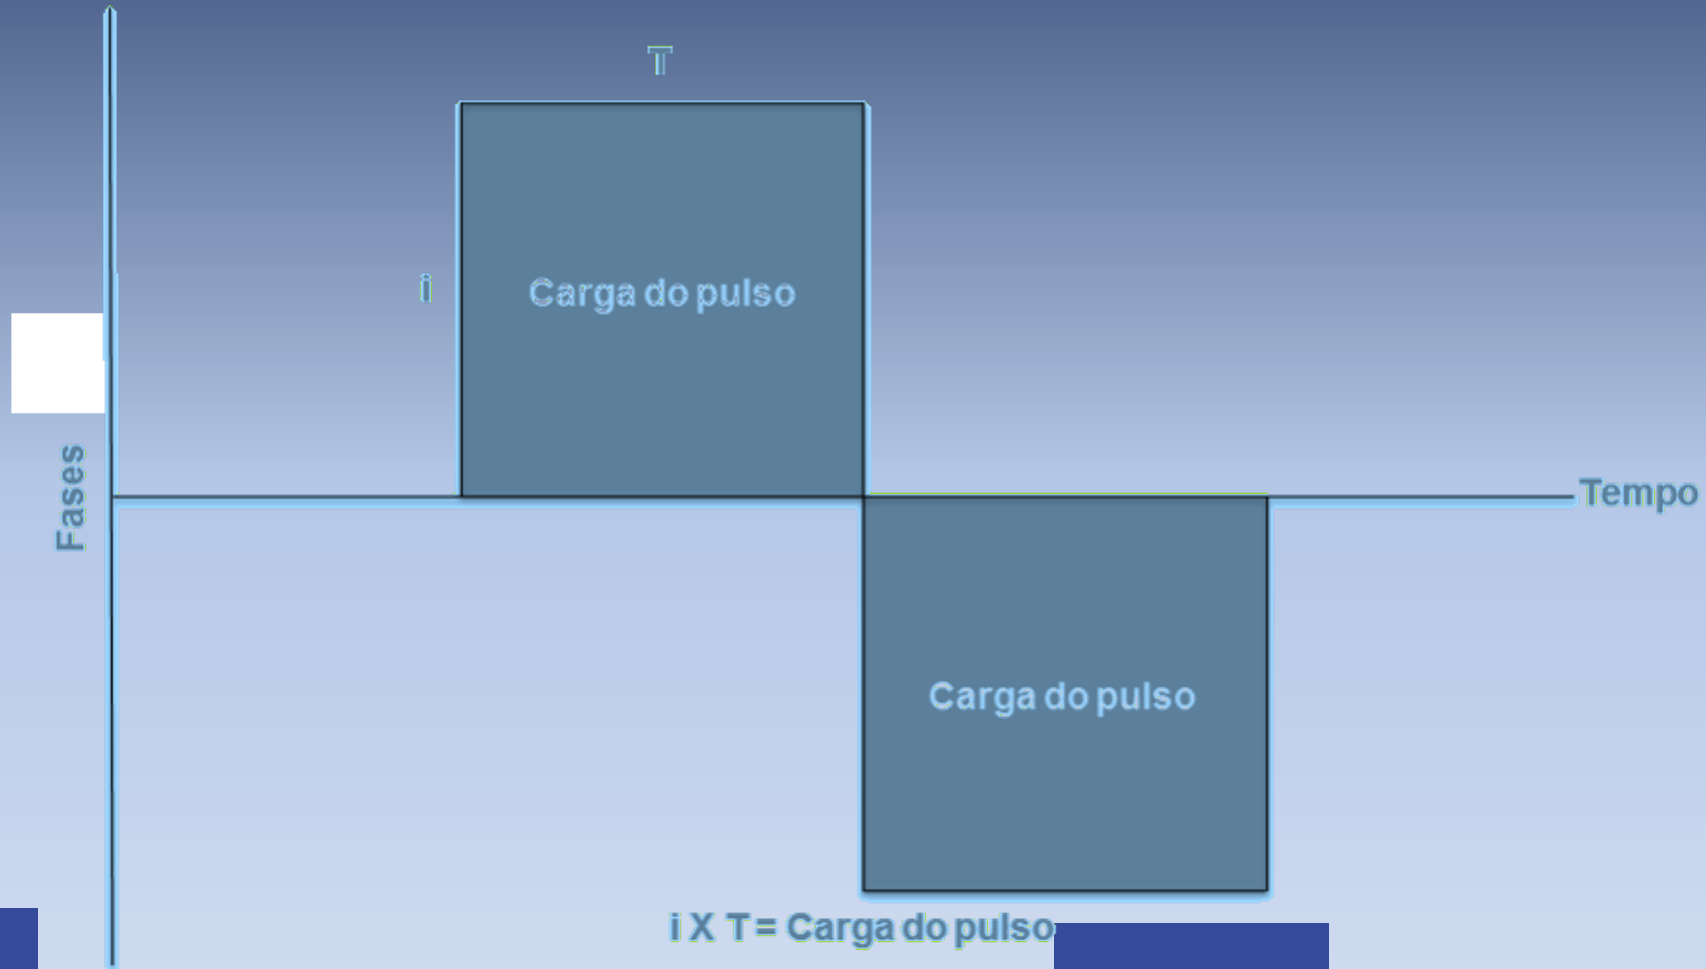 T
i
Carga do pulso
Fases
Tempo
Carga do pulso
i X T = Carga do pulso